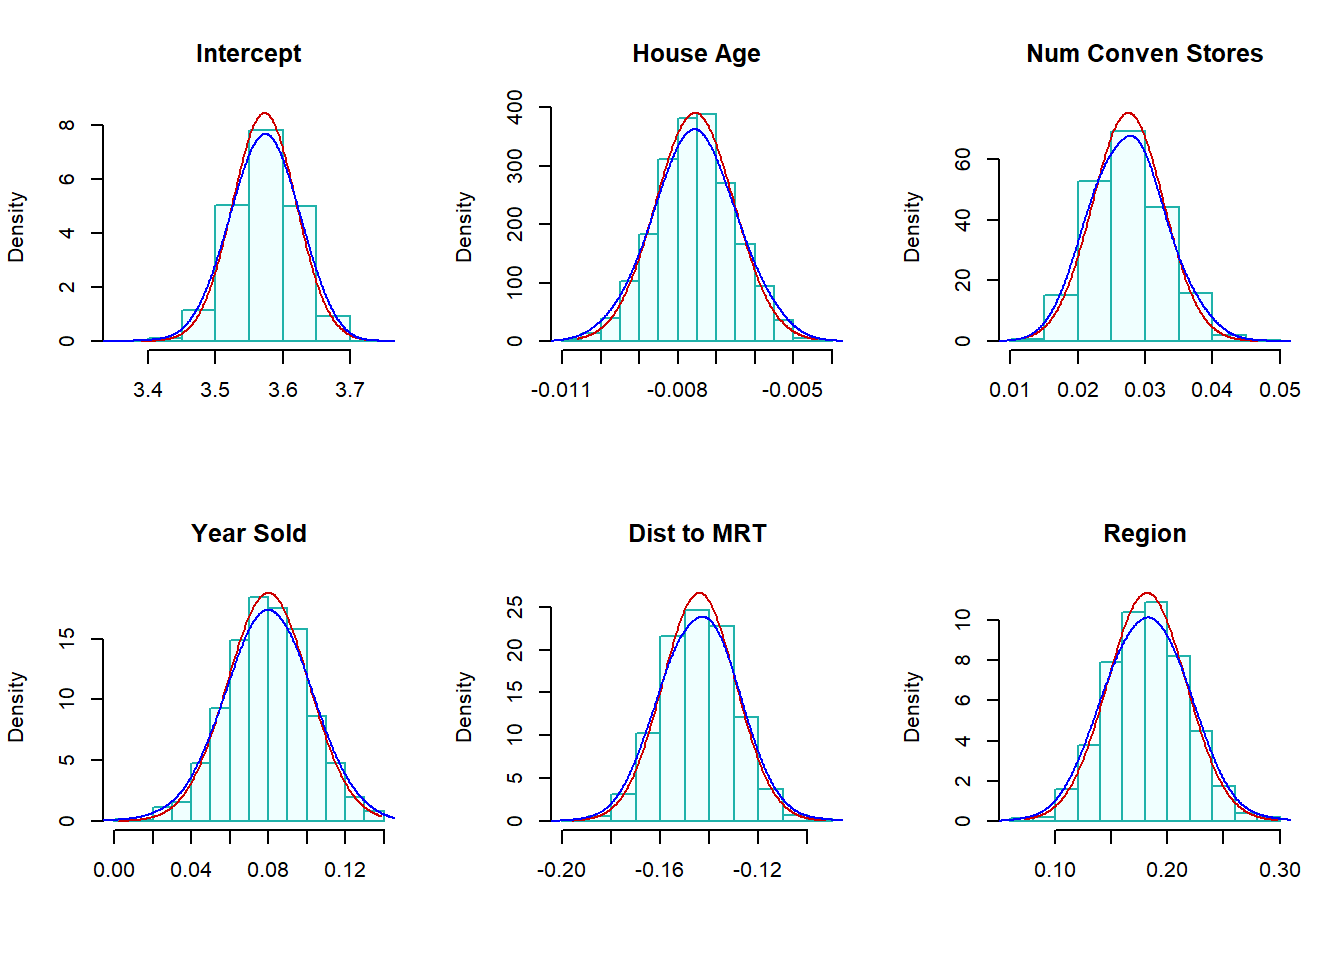 Intercept
House Age
Num Conven Stores
Density
0 2 4 6 8
3.4 3.5 3.6 3.7
Density
0 100 200 300 400
-0.011 -0.008 -0.005
Density
0 20 40 60
0.01 0.02 0.03 0.04 0.05
Year Sold
Dist to MRT
Region
Density
0 5 10 15
0.00 0.04 0.08 0.12
Density
0 5 10 15 20 25
-0.20 -0.16 -0.12
Density
0 2 4 6 8 10
0.10 0.20 0.30